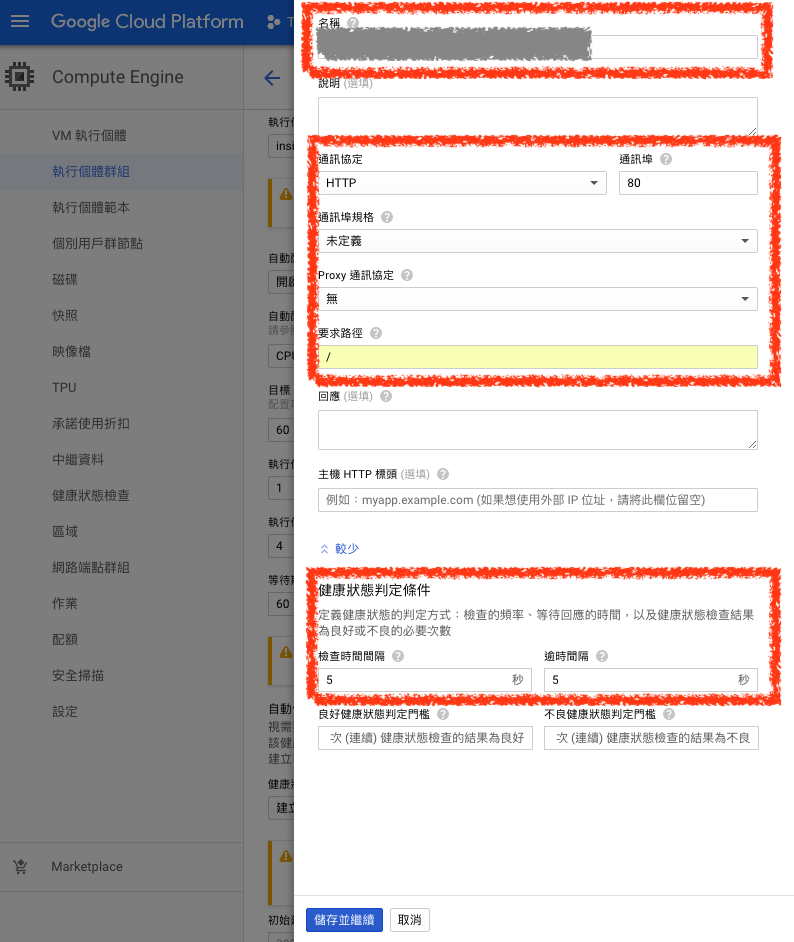 Google Cloud Platform
名稱
Compute Engine
說明 (選填)
VM 執行個體
執行個體群組
執行個體範本
個別用戶群節點
磁碟
快照
映像檔
TPU
承諾使用折扣
中繼資料
健康狀態檢查
區域
網路端點群組
作業
配額
安全掃描
設定
Marketplace
目標
60
1
4
60
通訊協定
通訊埠
HTTP
80
通訊埠規格
未定義
Proxy 通訊協定
無
要求路徑
/
回應 (選填)
主機 HTTP 標頭 (選填)
例如：myapp.example.com (如果想使用外部 IP 位址，請將此欄位留空)
較少
健康狀態判定條件
定義健康狀態的判定方式：檢查的頻率、等待回應的時間，以及健康狀態檢查結果
為良好或不良的必要次數
檢查時間間隔
逾時間隔
5 秒
5 秒
良好健康狀態判定門檻
不良健康狀態判定門檻
次 (連續) 健康狀態檢查的結果為良好
次 (連續) 健康狀態檢查的結果為不良
儲存並繼續
取消